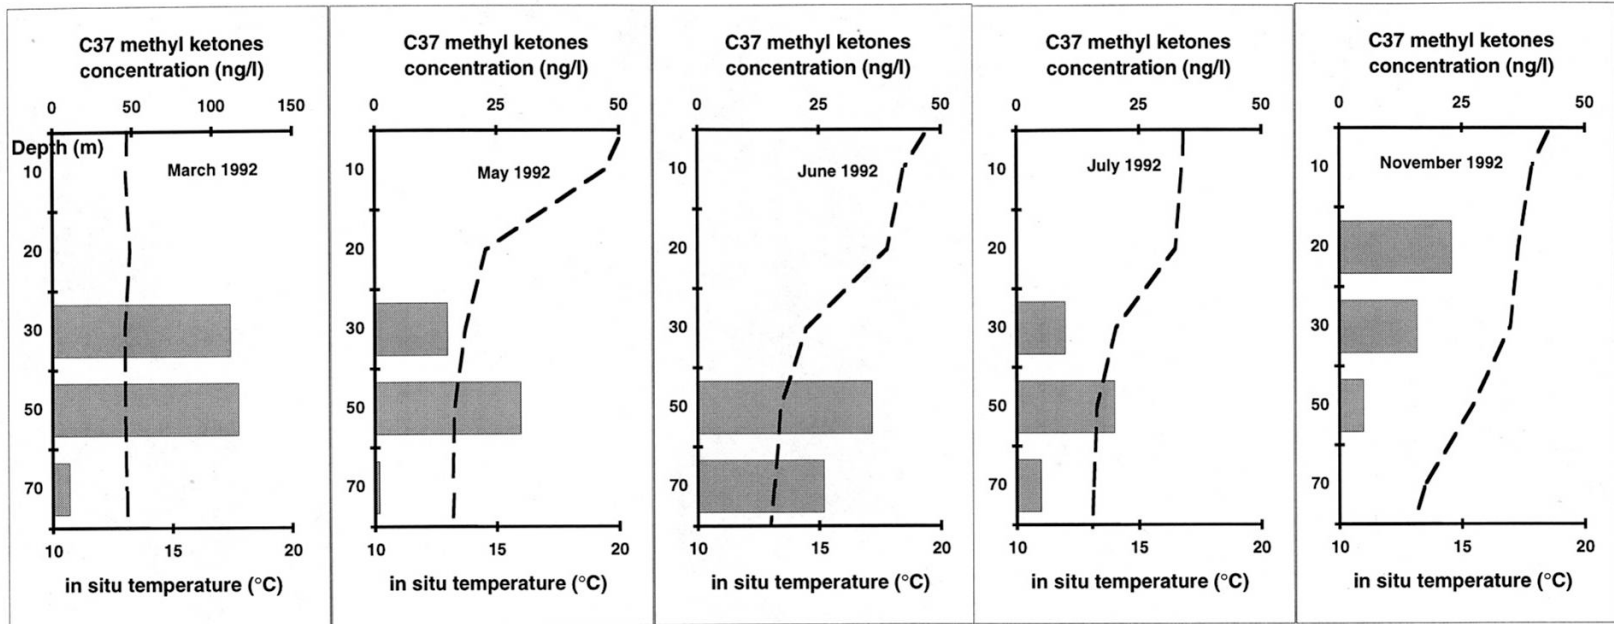 C37 methyl ketones
concentration (ng/l)
0 50 100 150
Depth (m)
March 1992
10
20
30
50
70
10 15 20
in situ temperature (°C)
C37 methyl ketones
concentration (ng/l)
0 25 50
May 1992
10
20
30
50
70
10 15 20
in situ temperature (°C)
C37 methyl ketones
concentration (ng/l)
0 25 50
June 1992
10
20
30
50
70
10 15 20
in situ temperature (°C)
C37 methyl ketones
concentration (ng/l)
0 25 50
July 1992
10
20
30
50
70
10 15 20
in situ temperature (°C)
C37 methyl ketones
concentration (ng/l)
0 25 50
November 1992
10
20
30
50
70
10 15 20
in situ temperature (°C)